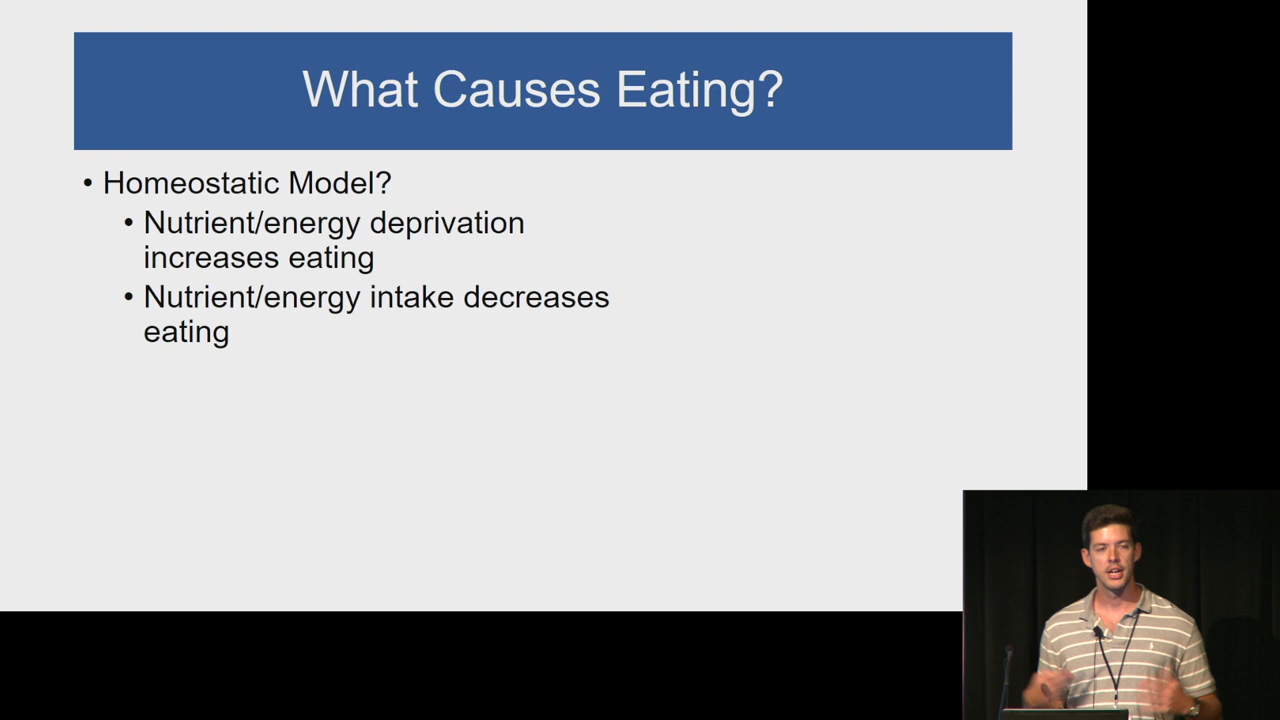 What Causes Eating?
• Homeostatic Model?
• Nutrient/energy deprivation
increases eating
• Nutrient/energy intake decreases
eating